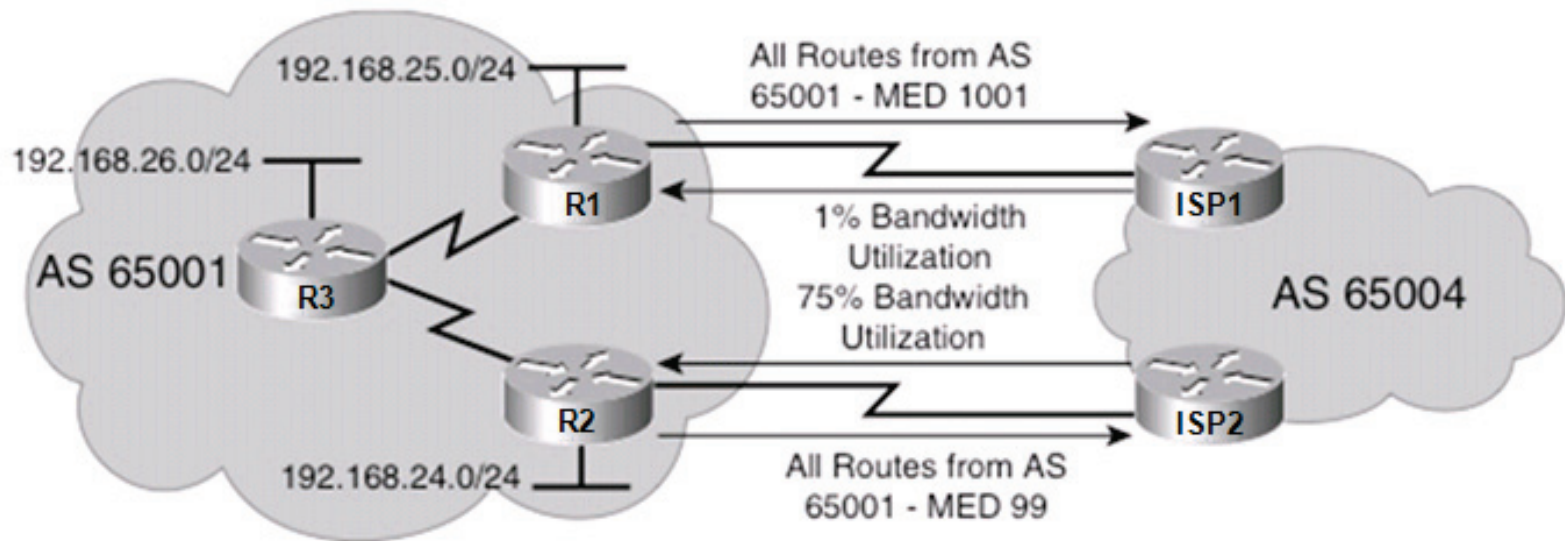 192.168.25.0/24
All Routes from AS
65001 - MED 1001
192.168.26.0/24
R1
ISP1
1% Bandwidth
Utilization
AS 65001
R3
75% Bandwidth
Utilization
AS 65004
R2
ISP2
192.168.24.0/24
All Routes from AS
65001 - MED 99